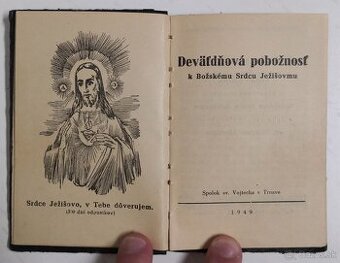 Srdce Ježišovo, v Tebe dôverujem.
(300 dní odpustkov)
Deväťdňová pobožnosť
k Božskému Srdcu Ježišovmu
Spolok sv. Vojtecha v Trnave
1949